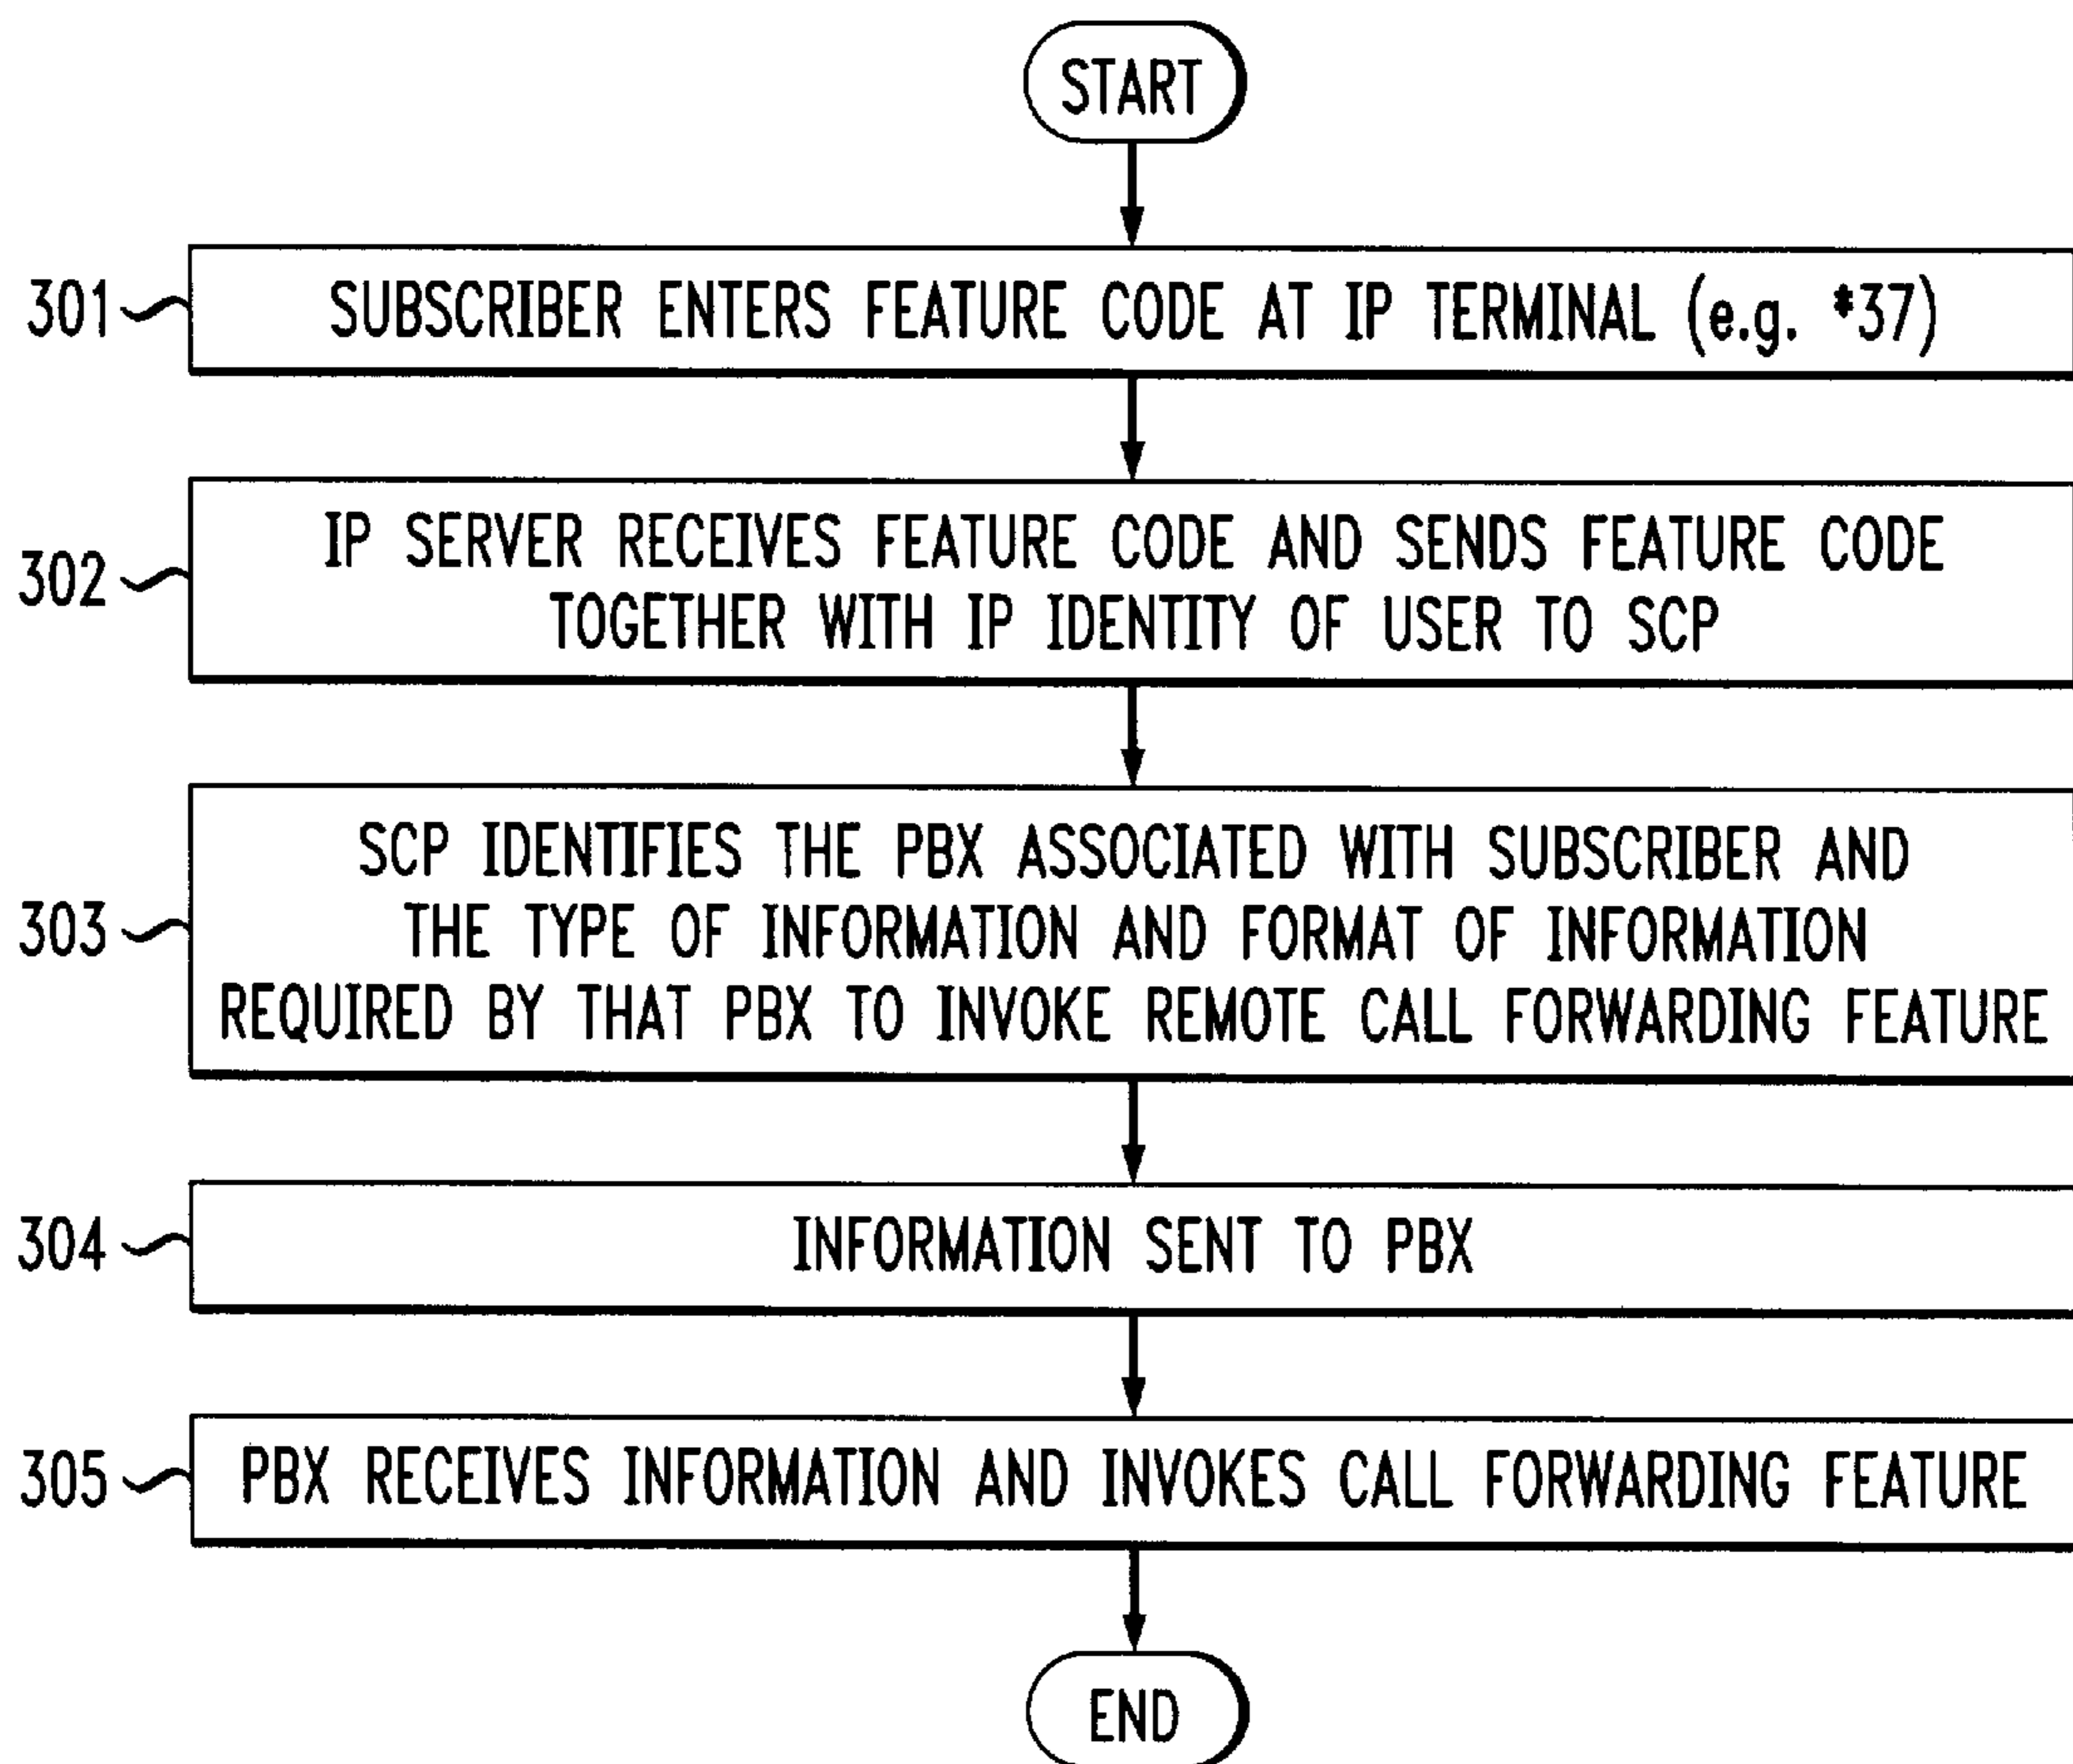 START
301
SUBSCRIBER ENTERS FEATURE CODE AT IP TERMINAL (e.g. *37)
302
IP SERVER RECEIVES FEATURE CODE AND SENDS FEATURE CODE
TOGETHER WITH IP IDENTITY OF USER TO SCP
303
SCP IDENTIFIES THE PBX ASSOCIATED WITH SUBSCRIBER AND
THE TYPE OF INFORMATION AND FORMAT OF INFORMATION
REQUIRED BY THAT PBX TO INVOKE REMOTE CALL FORWARDING FEATURE
304
INFORMATION SENT TO PBX
305
PBX RECEIVES INFORMATION AND INVOKES CALL FORWARDING FEATURE
END